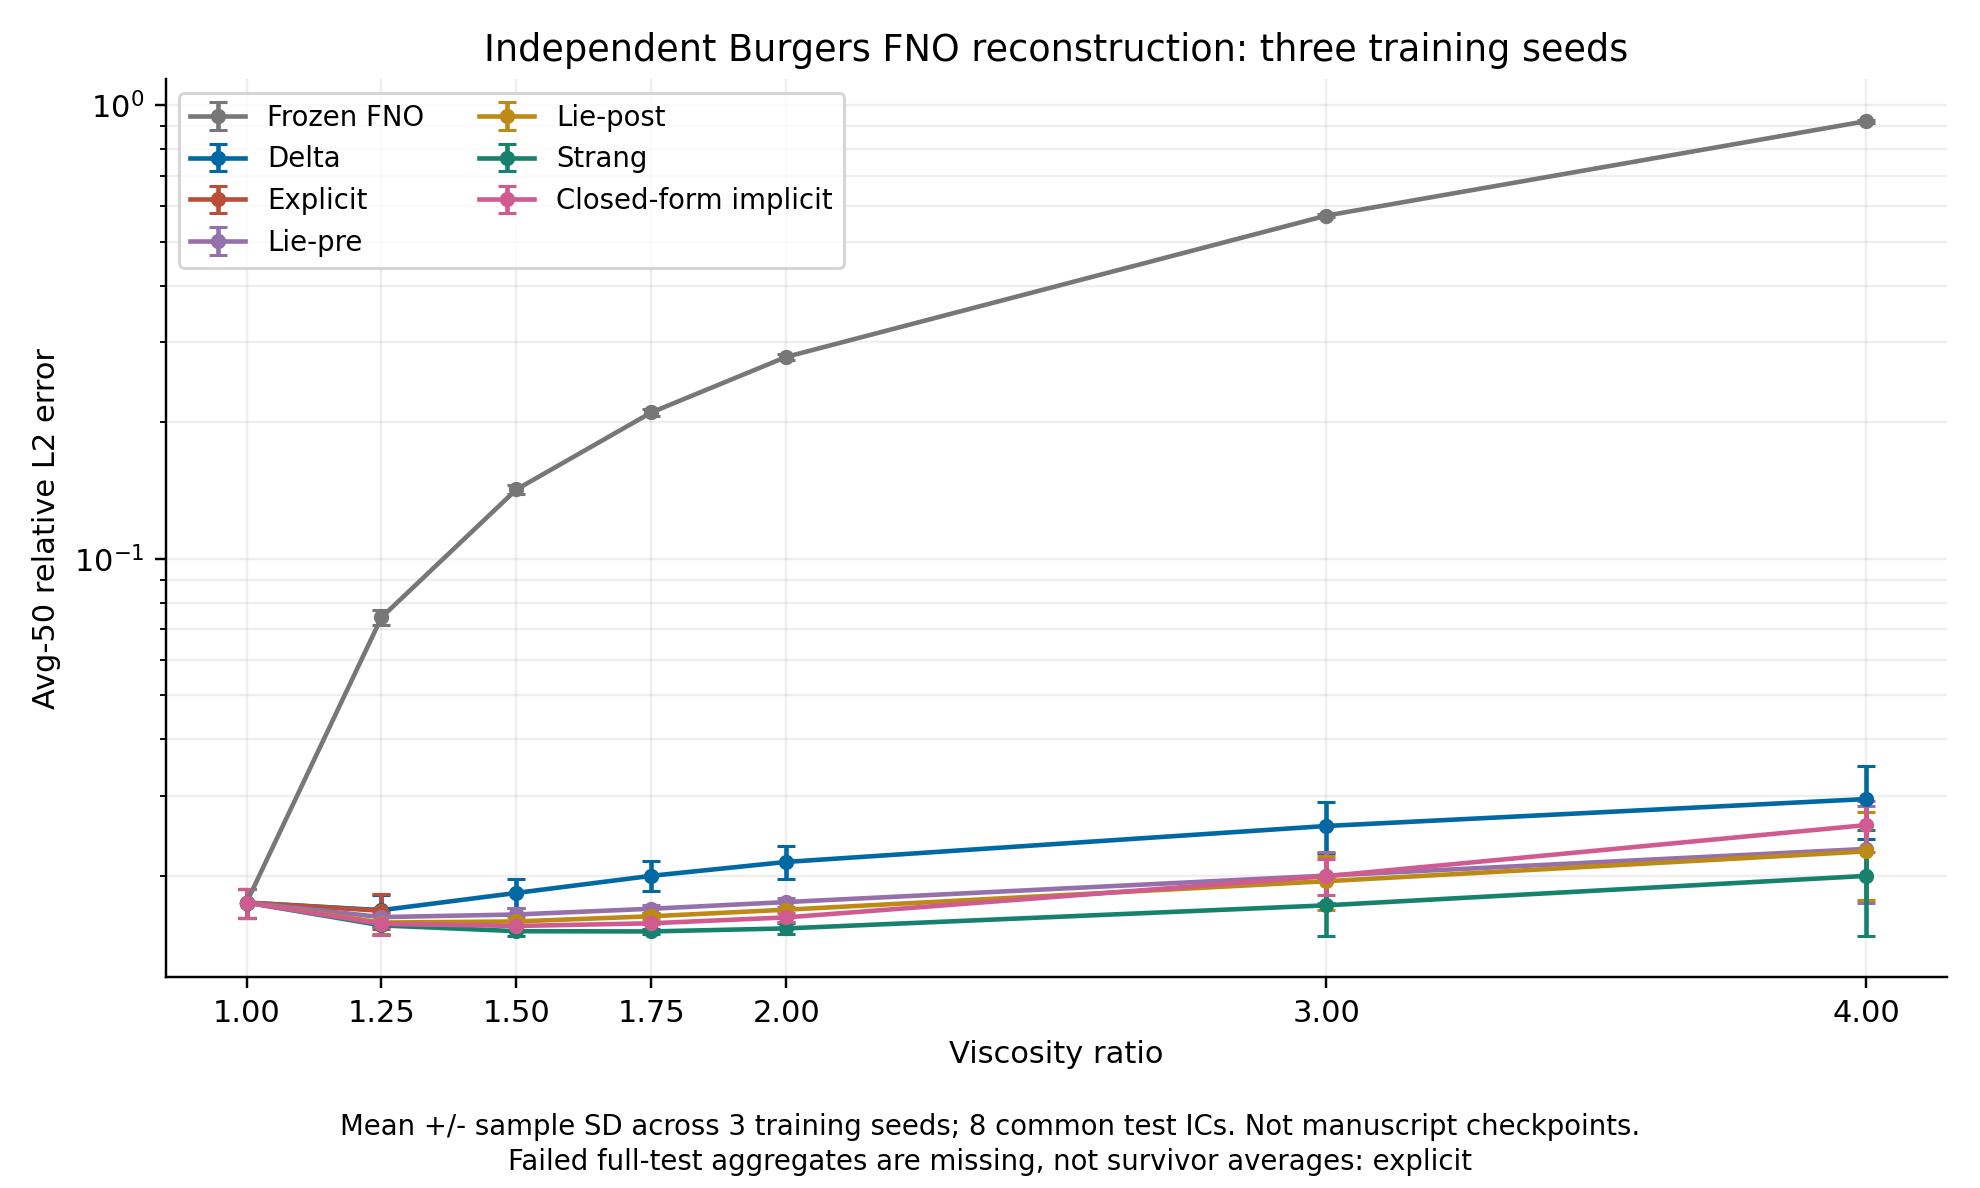 Independent Burgers FNO reconstruction: three training seeds
Frozen FNO
Delta
Explicit
Lie-pre
Lie-post
Strang
Closed-form implicit
Avg-50 relative L2 error
10⁰
10⁻¹
1.00 1.25 1.50 1.75 2.00 3.00 4.00
Viscosity ratio
Mean +/- sample SD across 3 training seeds; 8 common test ICs. Not manuscript checkpoints.
Failed full-test aggregates are missing, not survivor averages: explicit